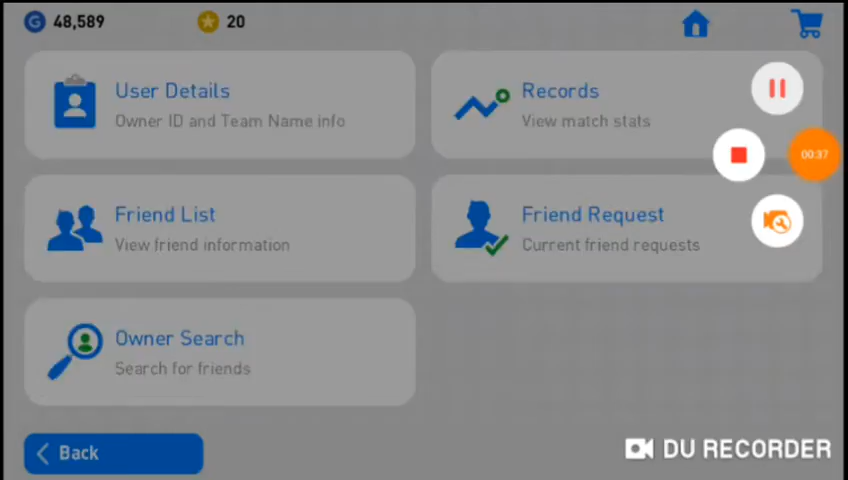 G 48,589
20
User Details
Owner ID and Team Name info
Records
View match stats
00:37
Friend List
View friend information
Friend Request
Current friend requests
Owner Search
Search for friends
Back
DU RECORDER